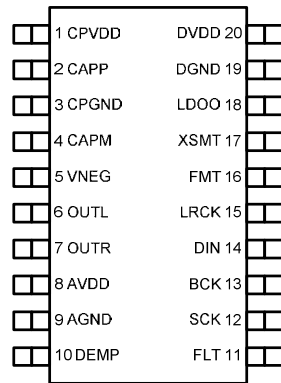 1 CPVDD DVDD 20
2 CAPP DGND 19
3 CPGND LDOO 18
4 CAPM XSMT 17
5 VNEG FMT 16
6 OUTL LRCK 15
7 OUTR DIN 14
8 AVDD BCK 13
9 AGND SCK 12
10 DEMP FLT 11